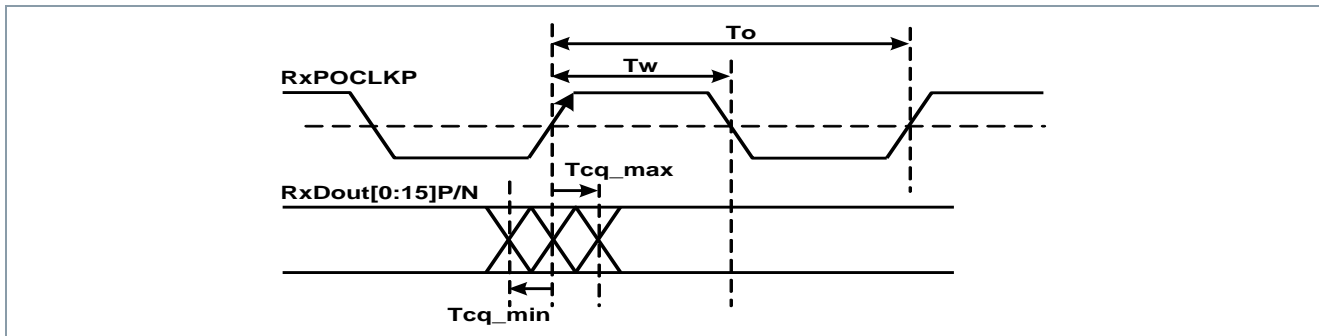 To
Tw
RxPOCLKP
Tcq_max
RxDout[0:15]P/N
Tcq_min